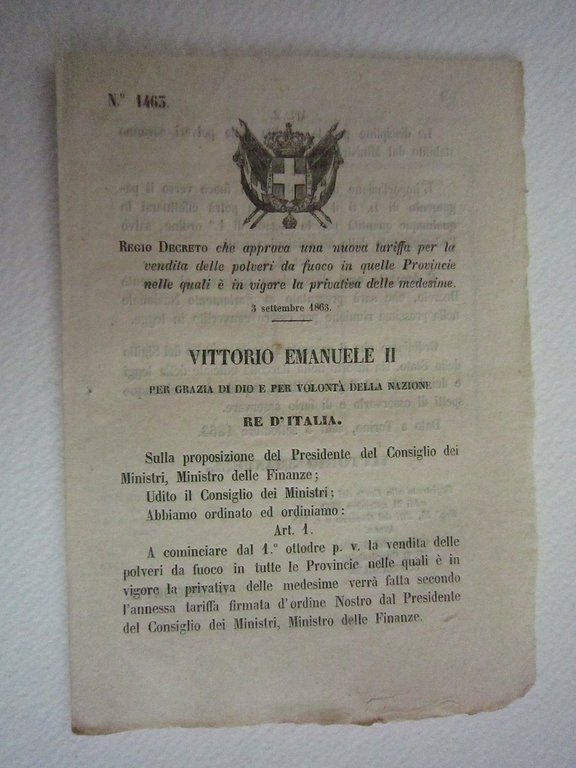 N.º 1463.
REGIO DECRETO che approva una nuova tariffa per la
vendita delle polveri da fuoco in quelle Provincie
nelle quali è in vigore la privativa delle medesime.
3 settembre 1863.
VITTORIO EMANUELE II
PER GRAZIA DI DIO E PER VOLONTÀ DELLA NAZIONE
RE D'ITALIA.
Sulla proposizione del Presidente del Consiglio dei
Ministri, Ministro delle Finanze;
Udito il Consiglio dei Ministri;
Abbiamo ordinato ed ordiniamo:
Art. 1.
A cominciare dal 1.º ottobre p. v. la vendita delle
polveri da fuoco in tutte le Provincie nelle quali è in
vigore la privativa delle medesime verrà fatta secondo
l'annessa tariffa firmata d'ordine Nostro dal Presidente
del Consiglio dei Ministri, Ministro delle Finanze.